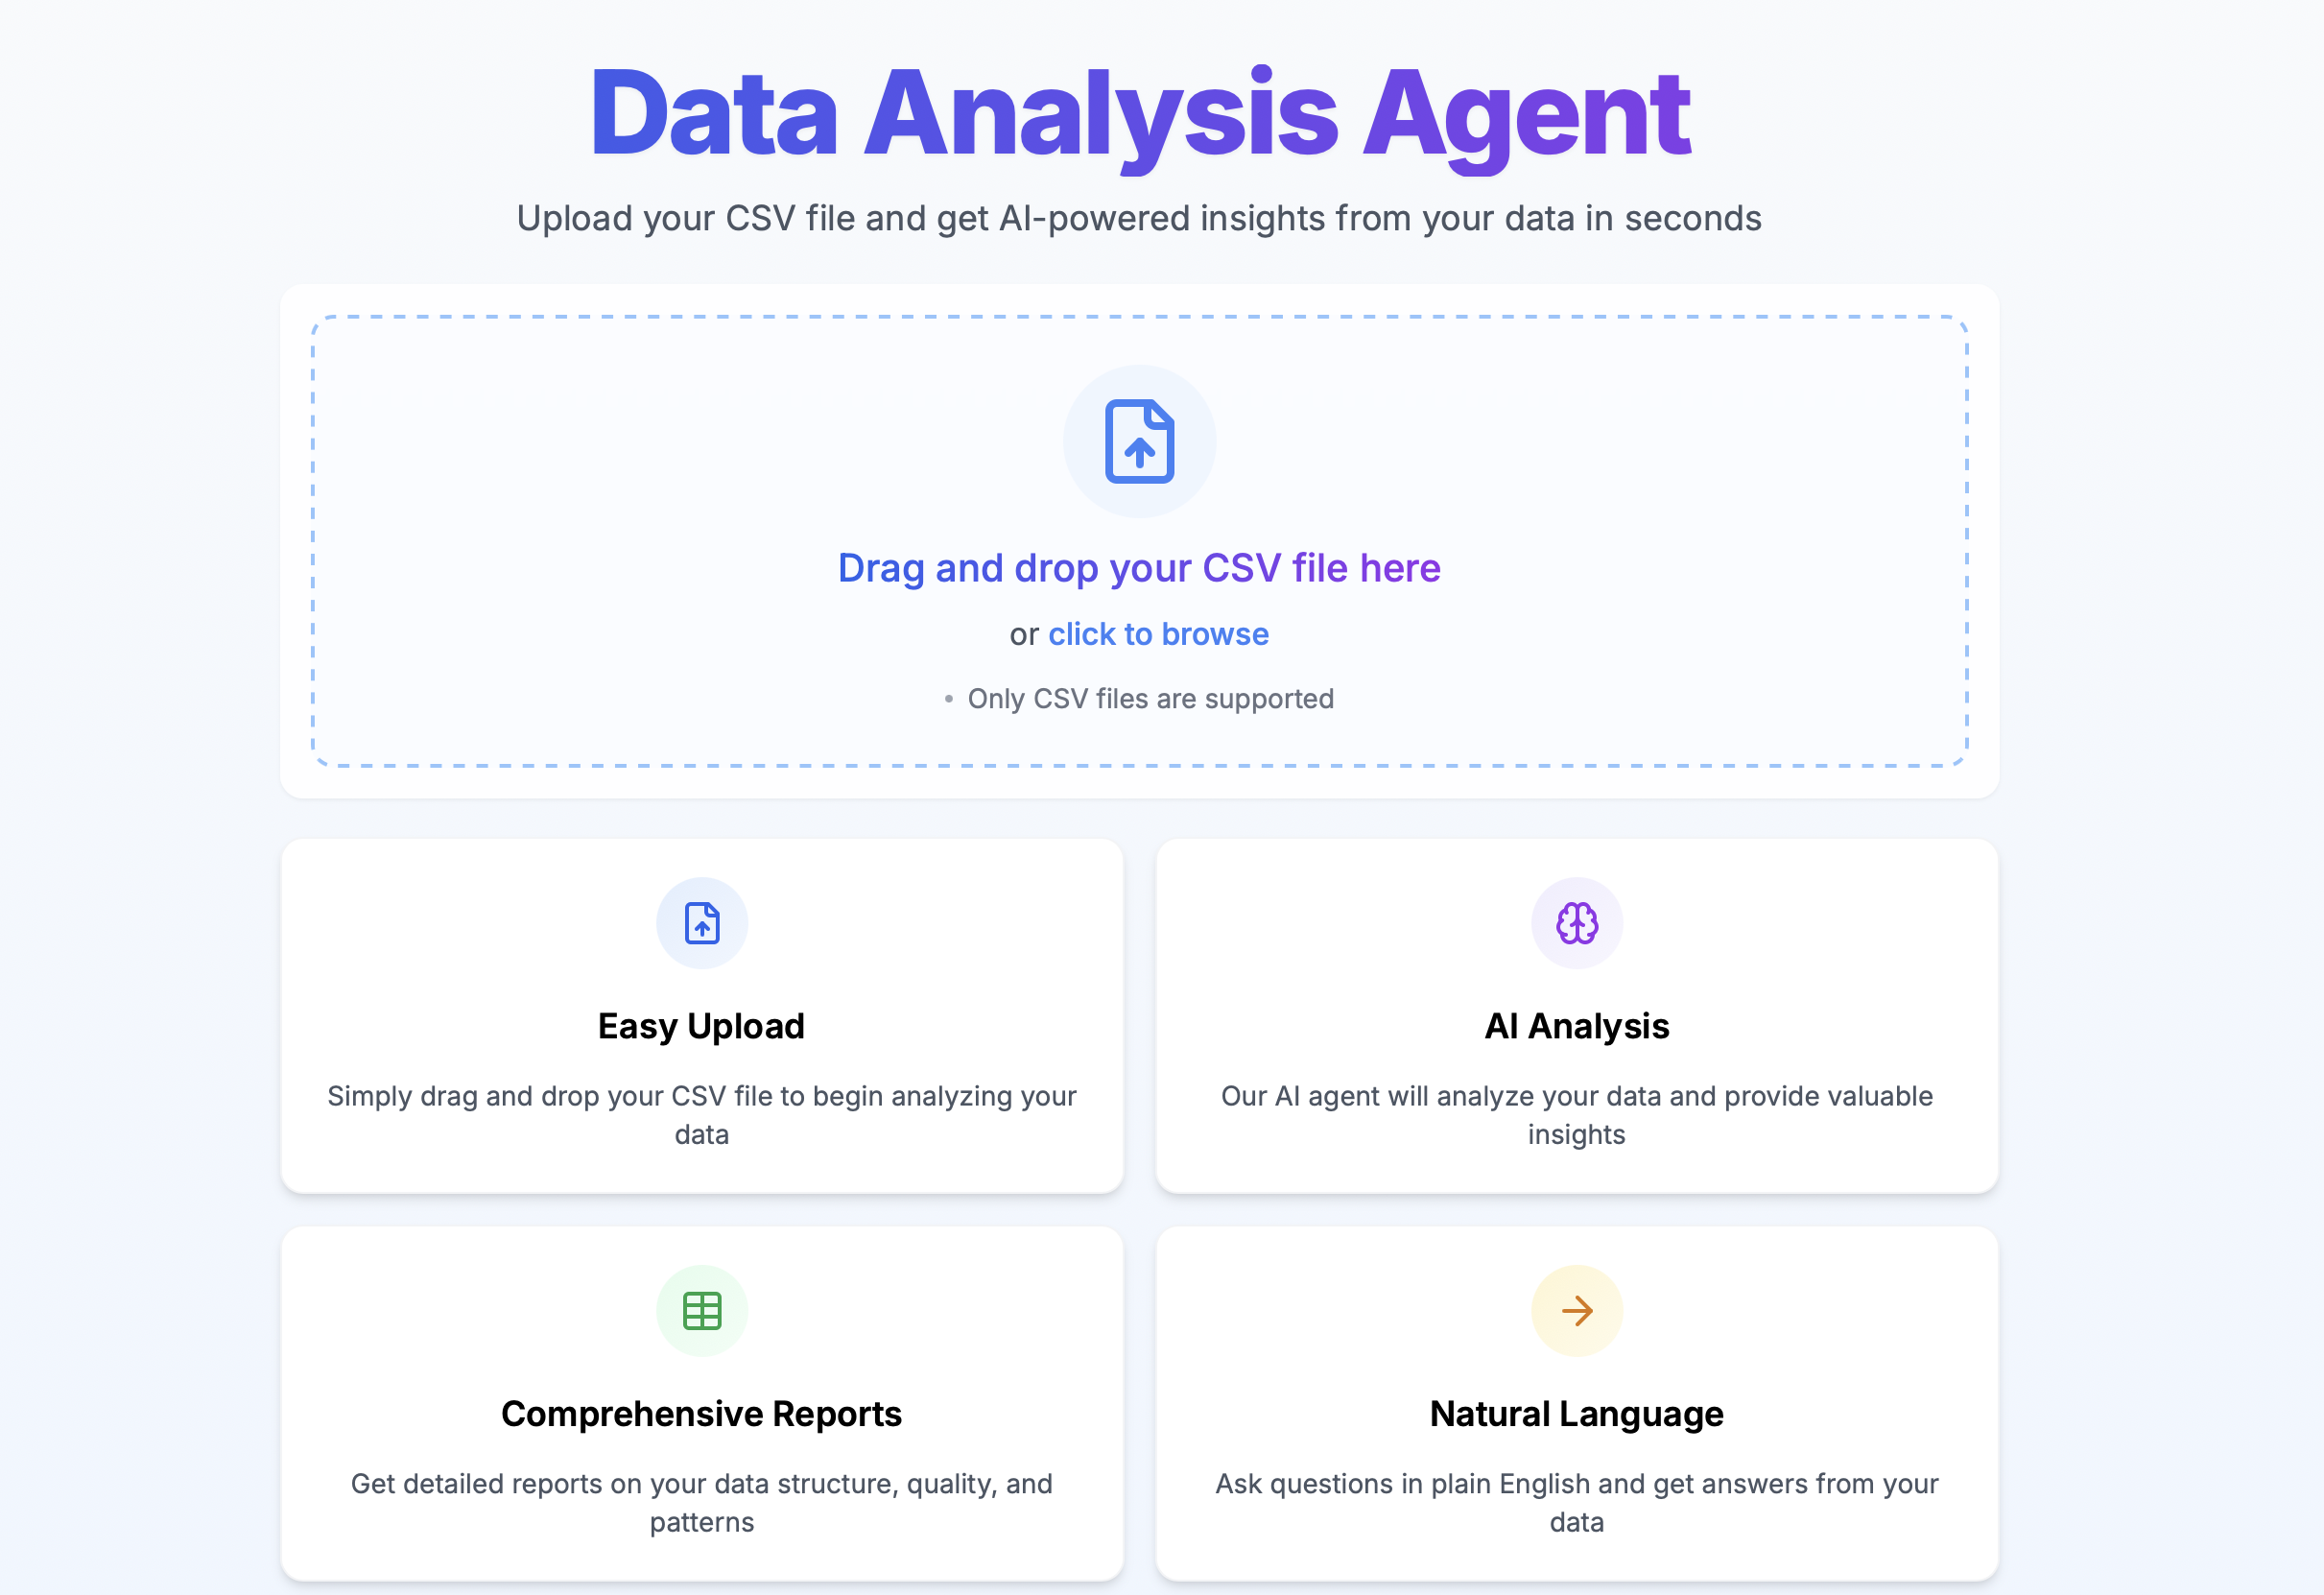 Data Analysis Agent
Upload your CSV file and get AI-powered insights from your data in seconds
Drag and drop your CSV file here
or click to browse
• Only CSV files are supported
Easy Upload
Simply drag and drop your CSV file to begin analyzing your
data
AI Analysis
Our AI agent will analyze your data and provide valuable
insights
Comprehensive Reports
Get detailed reports on your data structure, quality, and
patterns
Natural Language
Ask questions in plain English and get answers from your
data